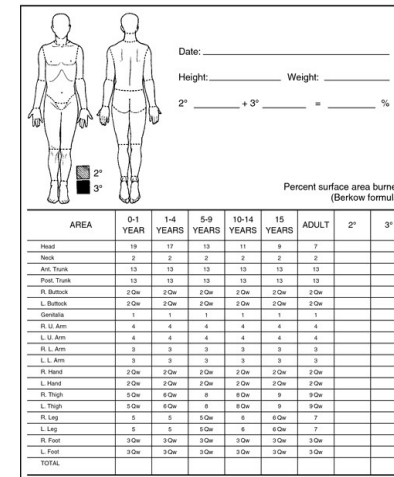 Date:
Height: Weight:
2° + 3° = %
2°
3°
Percent surface area burne
(Berkow formul
AREA 0-1 YEAR 1-4 YEARS 5-9 YEARS 10-14 YEARS 15 YEARS ADULT 2° 3°
Head 19 17 13 11 9 7
Neck 2 2 2 2 2 2
Ant. Trunk 13 13 13 13 13 13
Post. Trunk 13 13 13 13 13 13
R. Buttock 2 Qw 2 Qw 2 Qw 2 Qw 2 Qw 2 Qw
L. Buttock 2 Qw 2 Qw 2 Qw 2 Qw 2 Qw 2 Qw
Genitalia 1 1 1 1 1 1
R. U. Arm 4 4 4 4 4 4
L. U. Arm 4 4 4 4 4 4
R. L. Arm 3 3 3 3 3 3
L. L. Arm 3 3 3 3 3 3
R. Hand 2 Qw 2 Qw 2 Qw 2 Qw 2 Qw 2 Qw
L. Hand 2 Qw 2 Qw 2 Qw 2 Qw 2 Qw 2 Qw
R. Thigh 5 Qw 6 Qw 8 8 Qw 9 9 Qw
L. Thigh 5 Qw 6 Qw 8 8 Qw 9 9 Qw
R. Leg 5 5 5 Qw 6 6 Qw 7
L. Leg 5 5 5 Qw 6 6 Qw 7
R. Foot 3 Qw 3 Qw 3 Qw 3 Qw 3 Qw 3 Qw
L. Foot 3 Qw 3 Qw 3 Qw 3 Qw 3 Qw 3 Qw
TOTAL